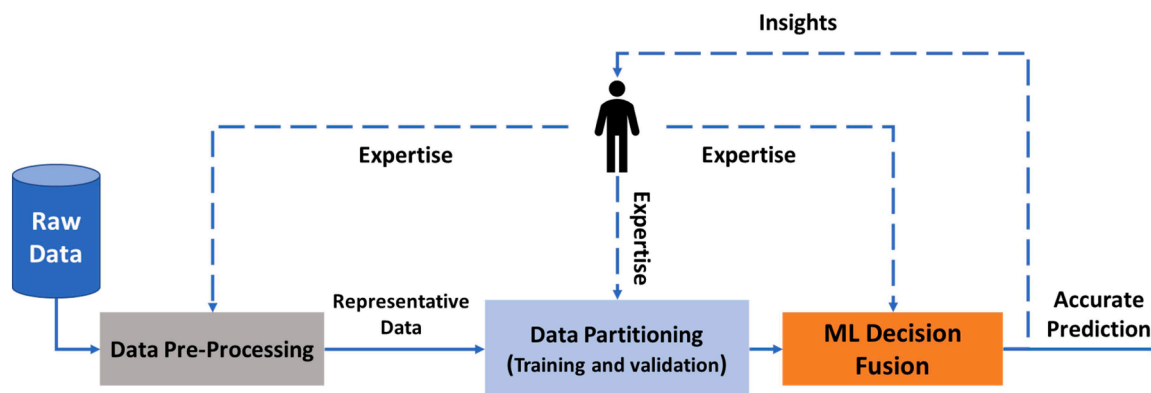 Insights
Expertise
Expertise
Expertise
Raw
Data
Data Pre-Processing
Representative
Data
Data Partitioning
(Training and validation)
ML Decision
Fusion
Accurate
Prediction